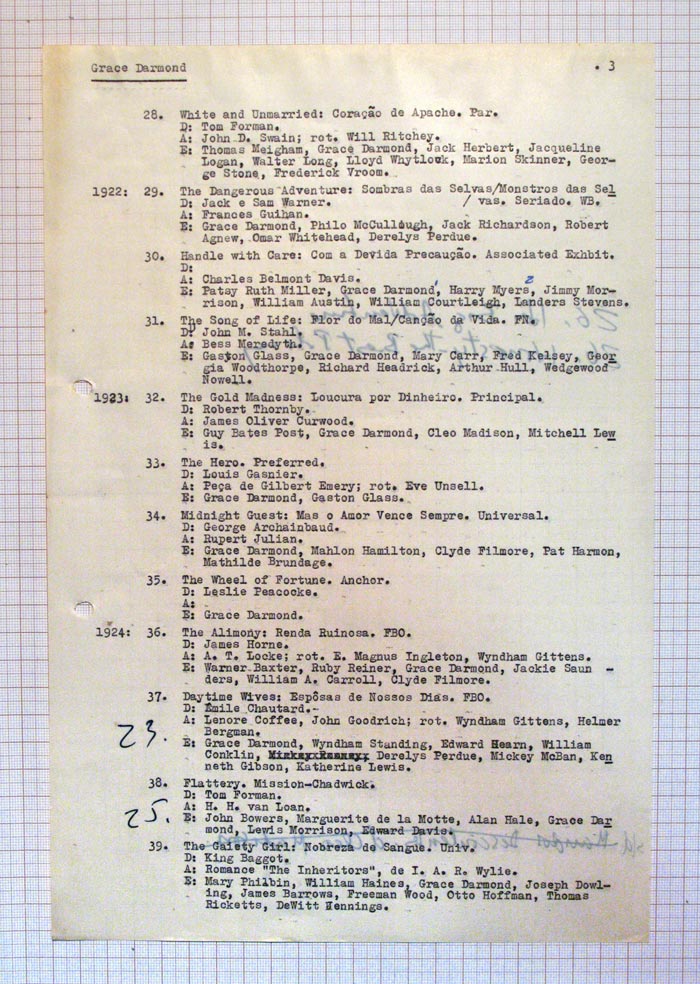 Grace Darmond . 3
28. White and Unmarried: Coração de Apache. Par.
D: Tom Forman.
A: John D. Swain; rot. Will Ritchey.
E: Thomas Meigham, Grace Darmond, Jack Herbert, Jacqueline
Logan, Walter Long, Lloyd Whytlock, Marion Skinner, Geor-
ge Stone, Frederick Vroom.
1922: 29. The Dangerous Adventure: Sombras das Selvas/Monstros das Sel
D: Jack e Sam Warner. / vas. Seriado. WB.
A: Frances Guihan.
E: Grace Darmond, Philo McCullough, Jack Richardson, Robert
Agnew, Omar Whitehead, Derelys Perdue.
30. Handle with Care: Com a Devida Precaução. Associated Exhbit.
D:
A: Charles Belmont Davis.
E: Patsy Ruth Miller, Grace Darmond, Harry Myers, Jimmy Mor-
rison, William Austin, William Courtleigh, Landers Stevens.
31. The Song of Life: Flor do Mal/Canção da Vida. FN.
D: John M. Stahl.
A: Bess Meredyth.
E: Gaston Glass, Grace Darmond, Mary Carr, Fred Kelsey, Geor
gia Woodthorpe, Richard Headrick, Arthur Hull, Wedgewood
Nowell.
1923: 32. The Gold Madness: Loucura por Dinheiro. Principal.
D: Robert Thornby.
A: James Oliver Curwood.
E: Guy Bates Post, Grace Darmond, Cleo Madison, Mitchell Lew
is.
33. The Hero. Preferred.
D: Louis Gasnier.
A: Peça de Gilbert Emery; rot. Eve Unsell.
E: Grace Darmond, Gaston Glass.
34. Midnight Guest: Mas o Amor Vence Sempre. Universal.
D: George Archainbaud.
A: Rupert Julian.
E: Grace Darmond, Mahlon Hamilton, Clyde Filmore, Pat Harmon,
Mathilde Brundage.
35. The Wheel of Fortune. Anchor.
D: Leslie Peacocke.
A:
E: Grace Darmond.
1924: 36. The Alimony: Renda Ruinosa. FBO.
D: James Horne.
A: A. T. Locke; rot. E. Magnus Ingleton, Wyndham Gittens.
E: Warner Baxter, Ruby Reiner, Grace Darmond, Jackie Saun -
ders, William A. Carroll, Clyde Filmore.
37. Daytime Wives: Espôsas de Nossos Dias. FBO.
D: Émile Chautard.-
A: Lenore Coffee, John Goodrich; rot. Wyndham Gittens, Helmer
Bergman.
23. E: Grace Darmond, Wyndham Standing, Edward Hearn, William
Conklin, Derelys Perdue, Mickey McBan, Ken
neth Gibson, Katherine Lewis.
38. Flattery. Mission-Chadwick.
D: Tom Forman.
A: H. H. van Loan.
25. E: John Bowers, Marguerite de la Motte, Alan Hale, Grace Dar
mond, Lewis Morrison, Edward Davis.
39. The Gaiety Girl: Nobreza de Sangue. Univ.
D: King Baggot.
A: Romance "The Inheritors", de I. A. R. Wylie.
E: Mary Philbin, William Haines, Grace Darmond, Joseph Dowl-
ing, James Barrows, Freeman Wood, Otto Hoffman, Thomas
Ricketts, DeWitt Jennings.